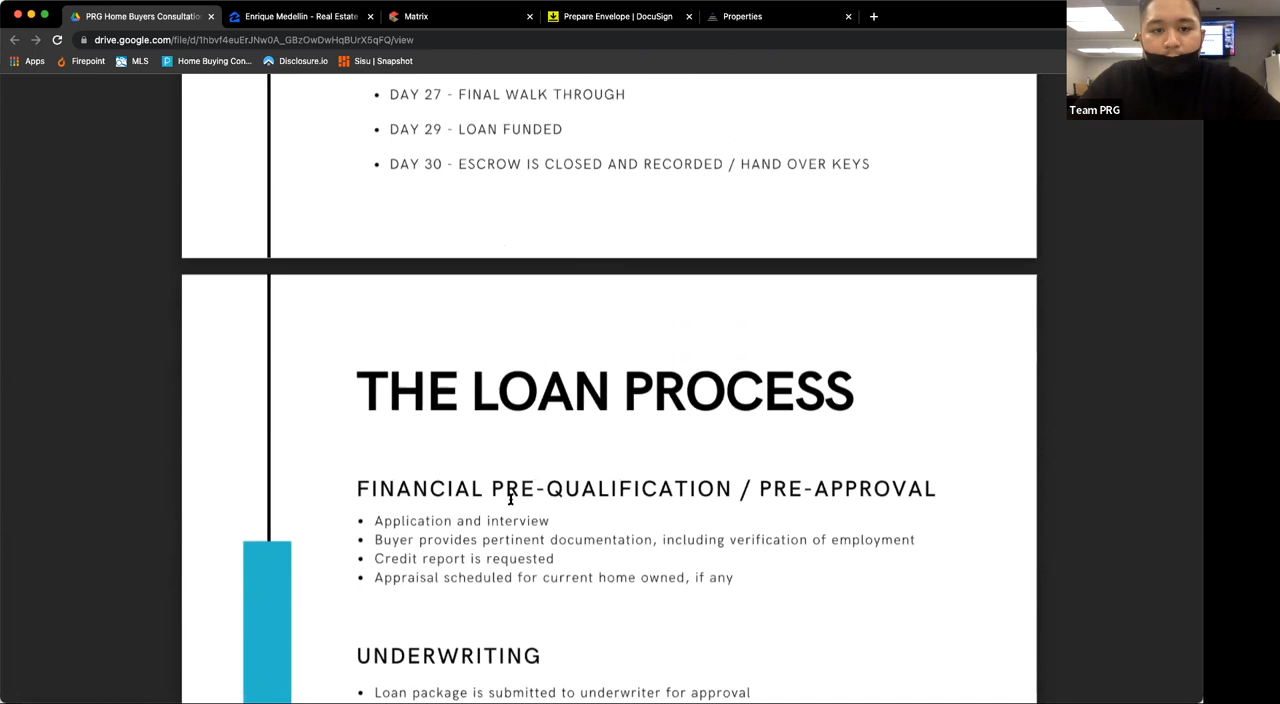 PRG Home Buyers Consultatio
Enrique Medellin - Real Estate
Matrix
Prepare Envelope | DocuSign
Properties
drive.google.com/file/d/1hbvf4euErJNw0A_GBzOwDwHqBUrX5qFQ/view
Apps
Firepoint
MLS
Home Buying Con...
Disclosure.io
Sisu | Snapshot
Team PRG
• DAY 27 - FINAL WALK THROUGH
• DAY 29 - LOAN FUNDED
• DAY 30 - ESCROW IS CLOSED AND RECORDED / HAND OVER KEYS
THE LOAN PROCESS
FINANCIAL PRE-QUALIFICATION / PRE-APPROVAL
• Application and interview
• Buyer provides pertinent documentation, including verification of employment
• Credit report is requested
• Appraisal scheduled for current home owned, if any
UNDERWRITING
• Loan package is submitted to underwriter for approval